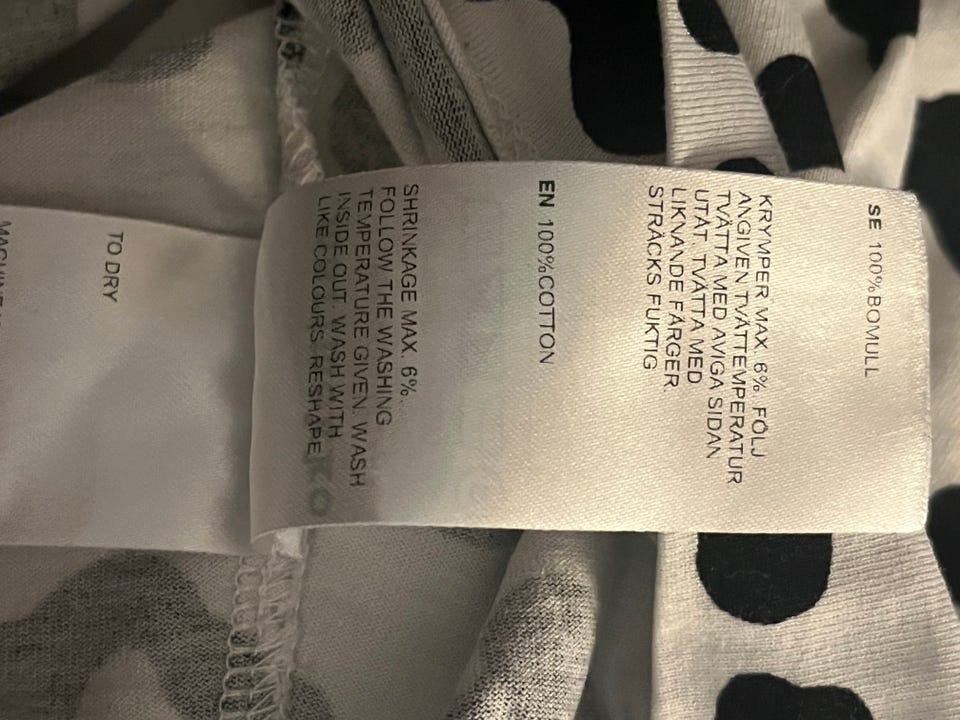 SE 100%BOMULL
KRYMPER MAX. 6%. FÖLJ
ANGIVEN TVÄTTEMPERATUR
TVÄTTA MED AVIGA SIDAN
UTÅT. TVÄTTA MED
LIKNANDE FÄRGER
STRÄCKS FUKTIG
EN 100%COTTON
SHRINKAGE MAX. 6%.
FOLLOW THE WASHING
TEMPERATURE GIVEN. WASH
INSIDE OUT. WASH WITH
LIKE COLOURS. RESHAPE
TO DRY